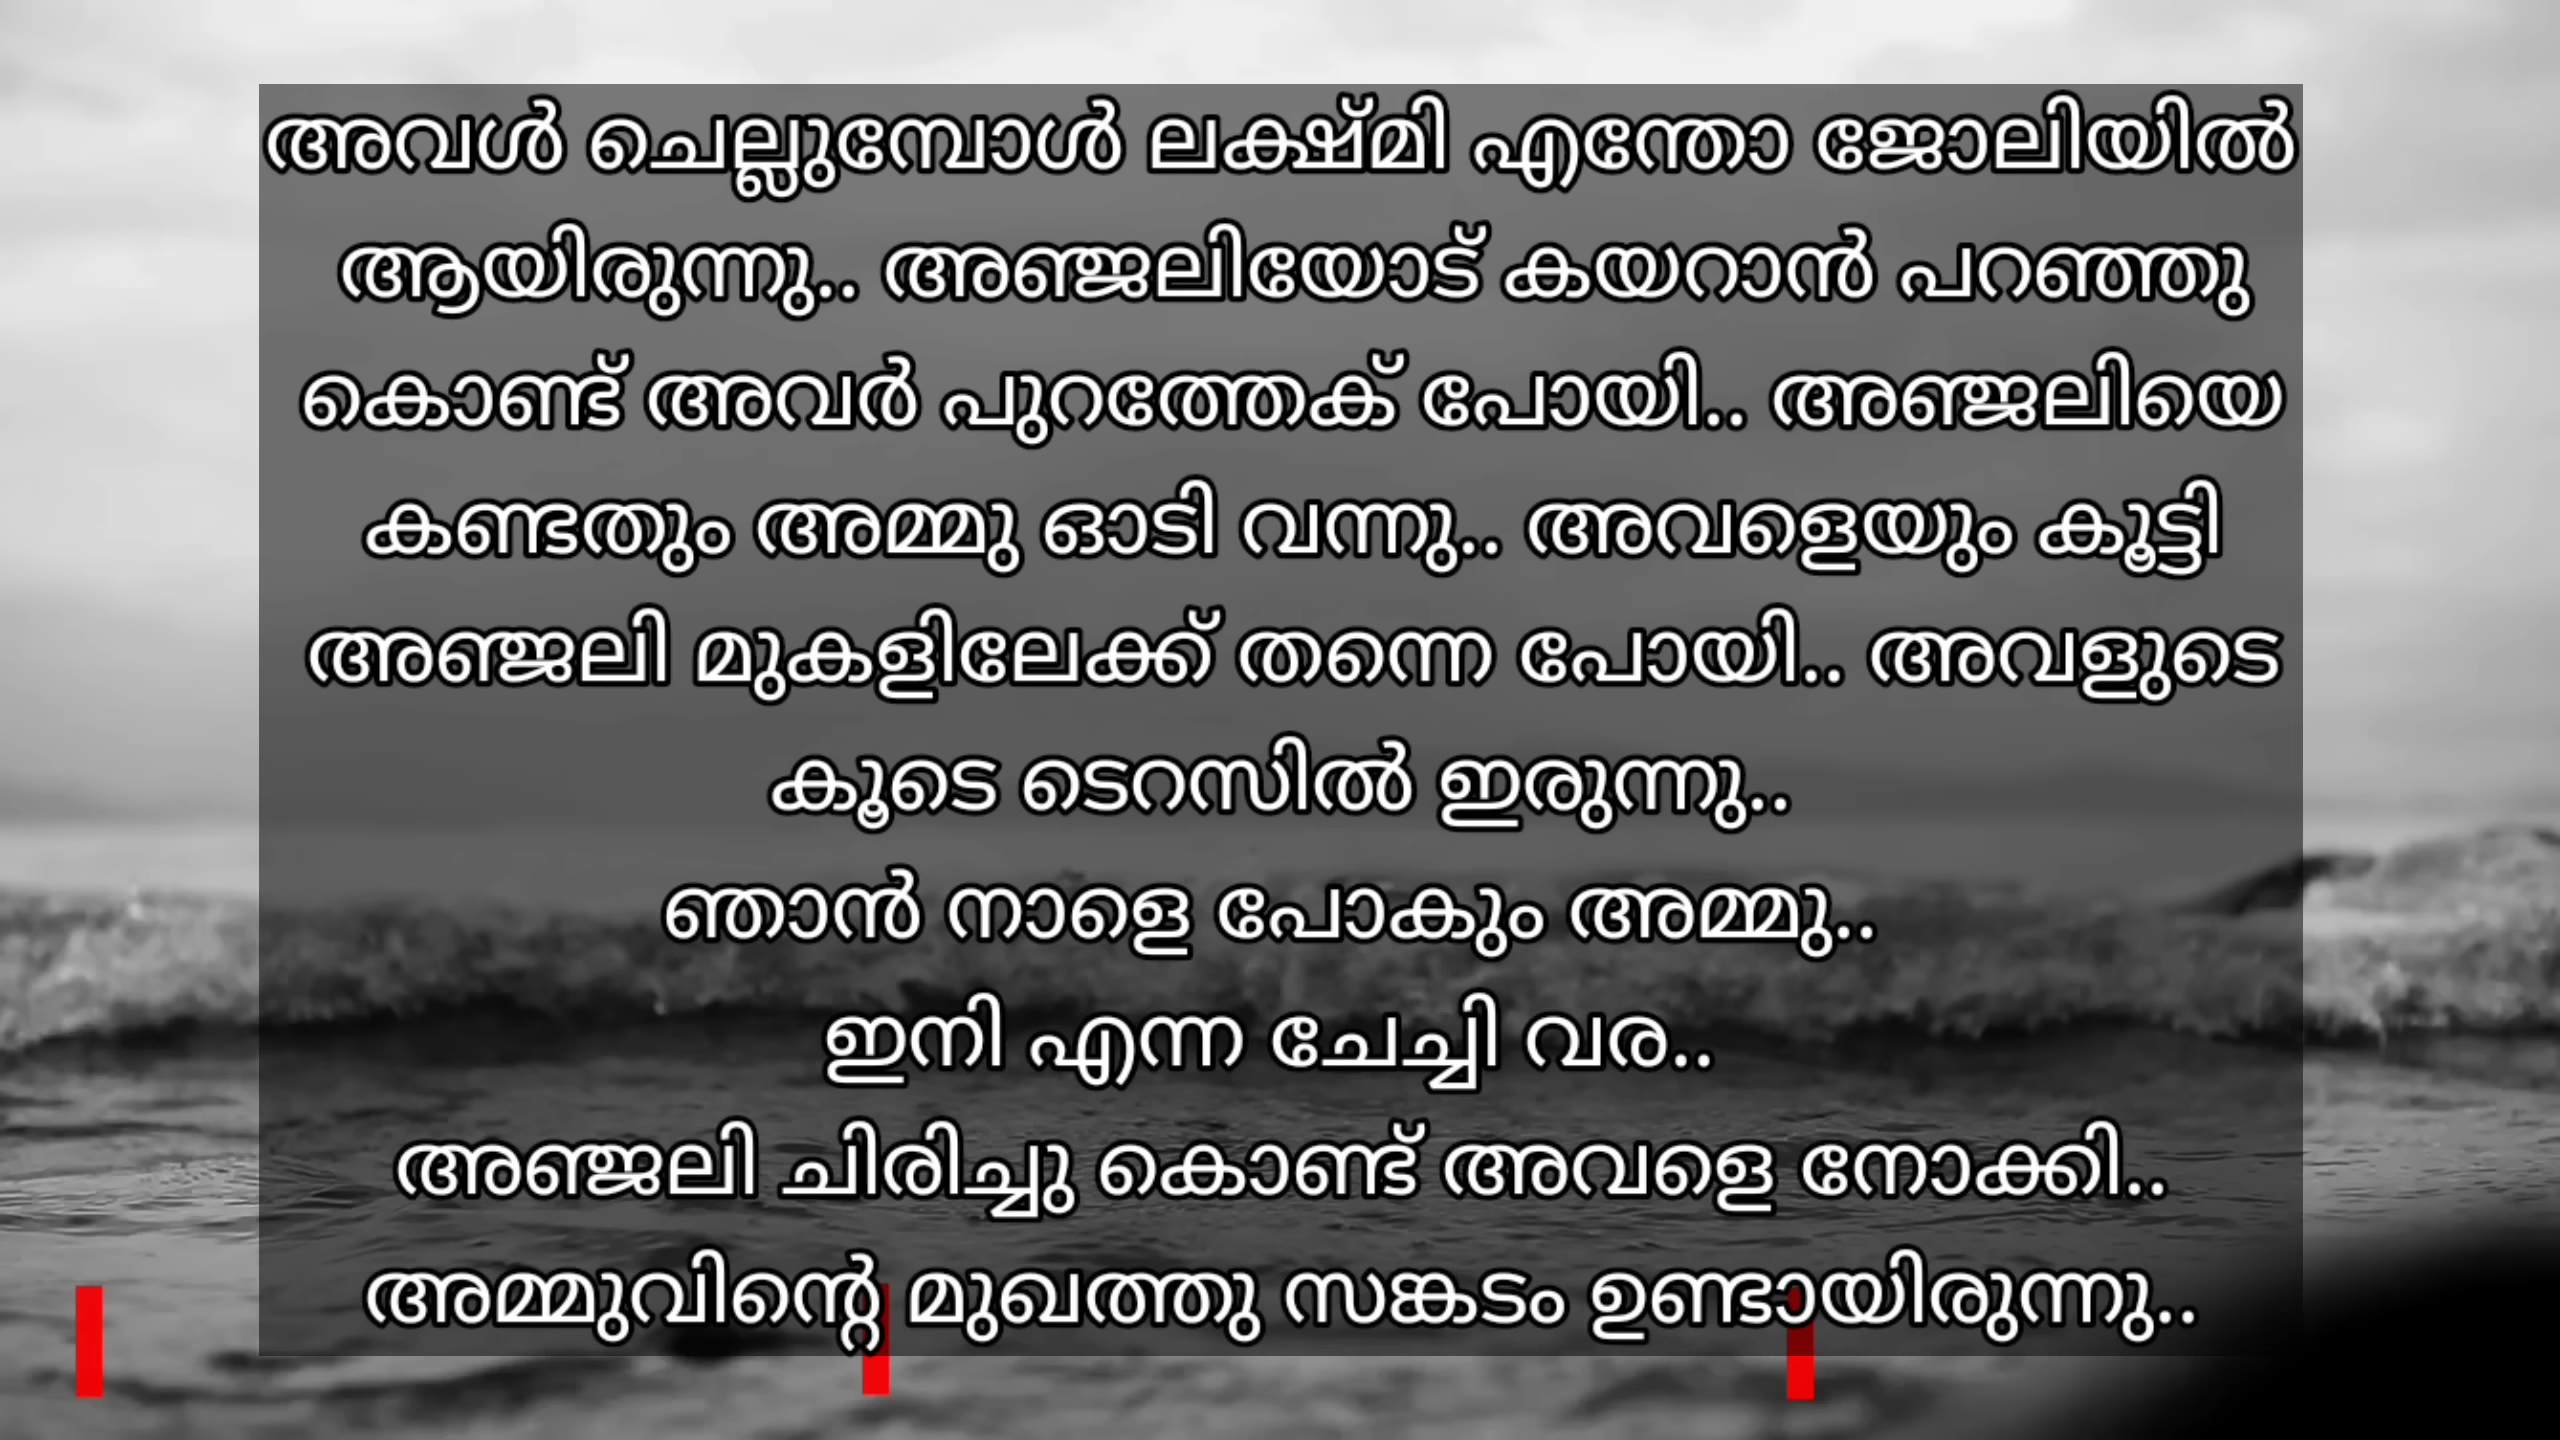 അവൾ ചെല്ലുമ്പോൾ ലക്ഷ്മി എന്തോ ജോലിയിൽ
ആയിരുന്നു.. അഞ്ജലിയോട് കയറാൻ പറഞ്ഞു
കൊണ്ട് അവർ പുറത്തേക് പോയി.. അഞ്ജലിയെ
കണ്ടതും അമ്മു ഓടി വന്നു.. അവളെയും കൂട്ടി
അഞ്ജലി മുകളിലേക്ക് തന്നെ പോയി.. അവളുടെ
കൂടെ ടെറസിൽ ഇരുന്നു..
ഞാൻ നാളെ പോകും അമ്മു..
ഇനി എന്ന ചേച്ചി വര..
അഞ്ജലി ചിരിച്ചു കൊണ്ട് അവളെ നോക്കി..
അമ്മുവിന്റെ മുഖത്തു സങ്കടം ഉണ്ടായിരുന്നു..